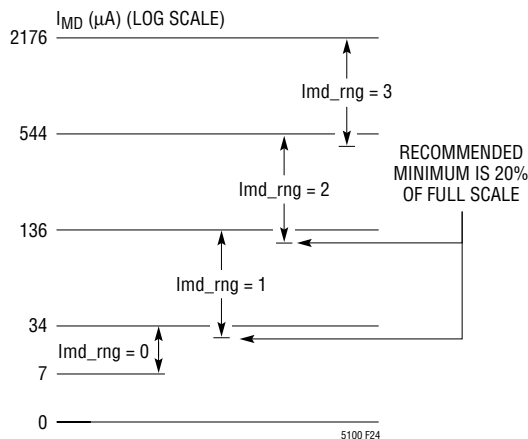 I_MD (µA) (LOG SCALE)
2176
Imd_rng = 3
544
RECOMMENDED
MINIMUM IS 20%
OF FULL SCALE
Imd_rng = 2
136
Imd_rng = 1
34
Imd_rng = 0
7
0
5100 F24